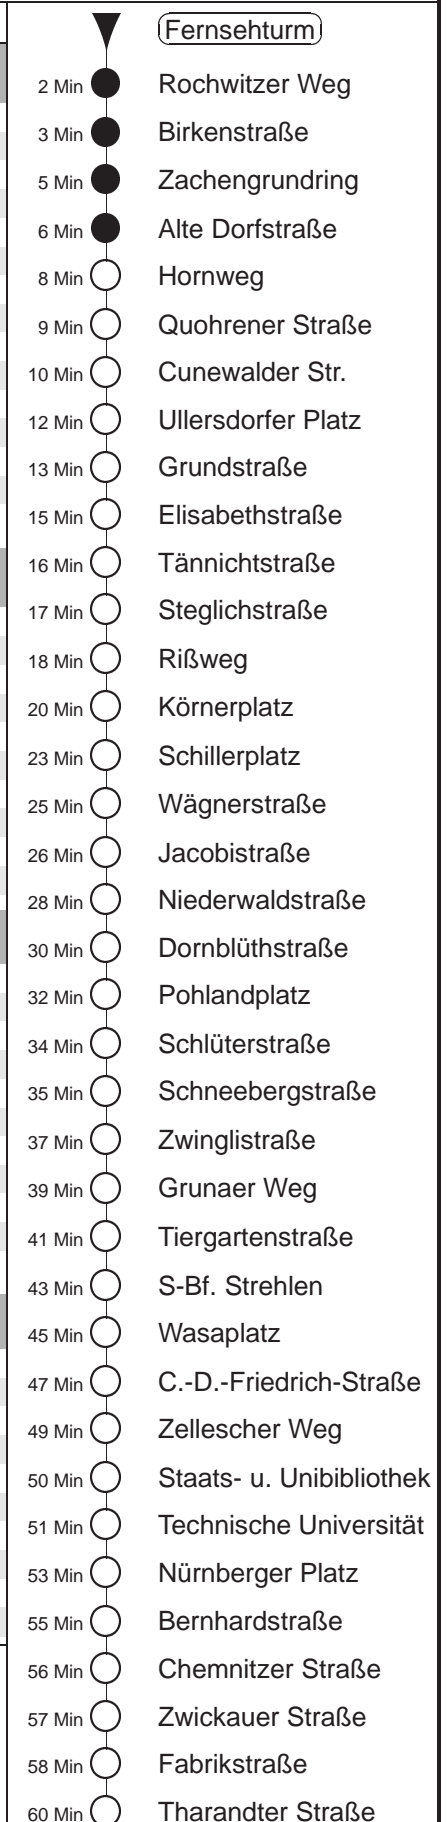 Fernsehturm
2 Min Rochwitzer Weg
3 Min Birkenstraße
5 Min Zachengrundring
6 Min Alte Dorfstraße
8 Min Hornweg
9 Min Quohrener Straße
10 Min Cunewalder Str.
12 Min Ullersdorfer Platz
13 Min Grundstraße
15 Min Elisabethstraße
16 Min Tännichtstraße
17 Min Steglichstraße
18 Min Rißweg
20 Min Körnerplatz
23 Min Schillerplatz
25 Min Wägnerstraße
26 Min Jacobistraße
28 Min Niederwaldstraße
30 Min Dornblüthstraße
32 Min Pohlandplatz
34 Min Schlüterstraße
35 Min Schneebergstraße
37 Min Zwinglistraße
39 Min Grunaer Weg
41 Min Tiergartenstraße
43 Min S-Bf. Strehlen
45 Min Wasaplatz
47 Min C.-D.-Friedrich-Straße
49 Min Zellescher Weg
50 Min Staats- u. Unibibliothek
51 Min Technische Universität
53 Min Nürnberger Platz
55 Min Bernhardstraße
56 Min Chemnitzer Straße
57 Min Zwickauer Straße
58 Min Fabrikstraße
60 Min Tharandter Straße